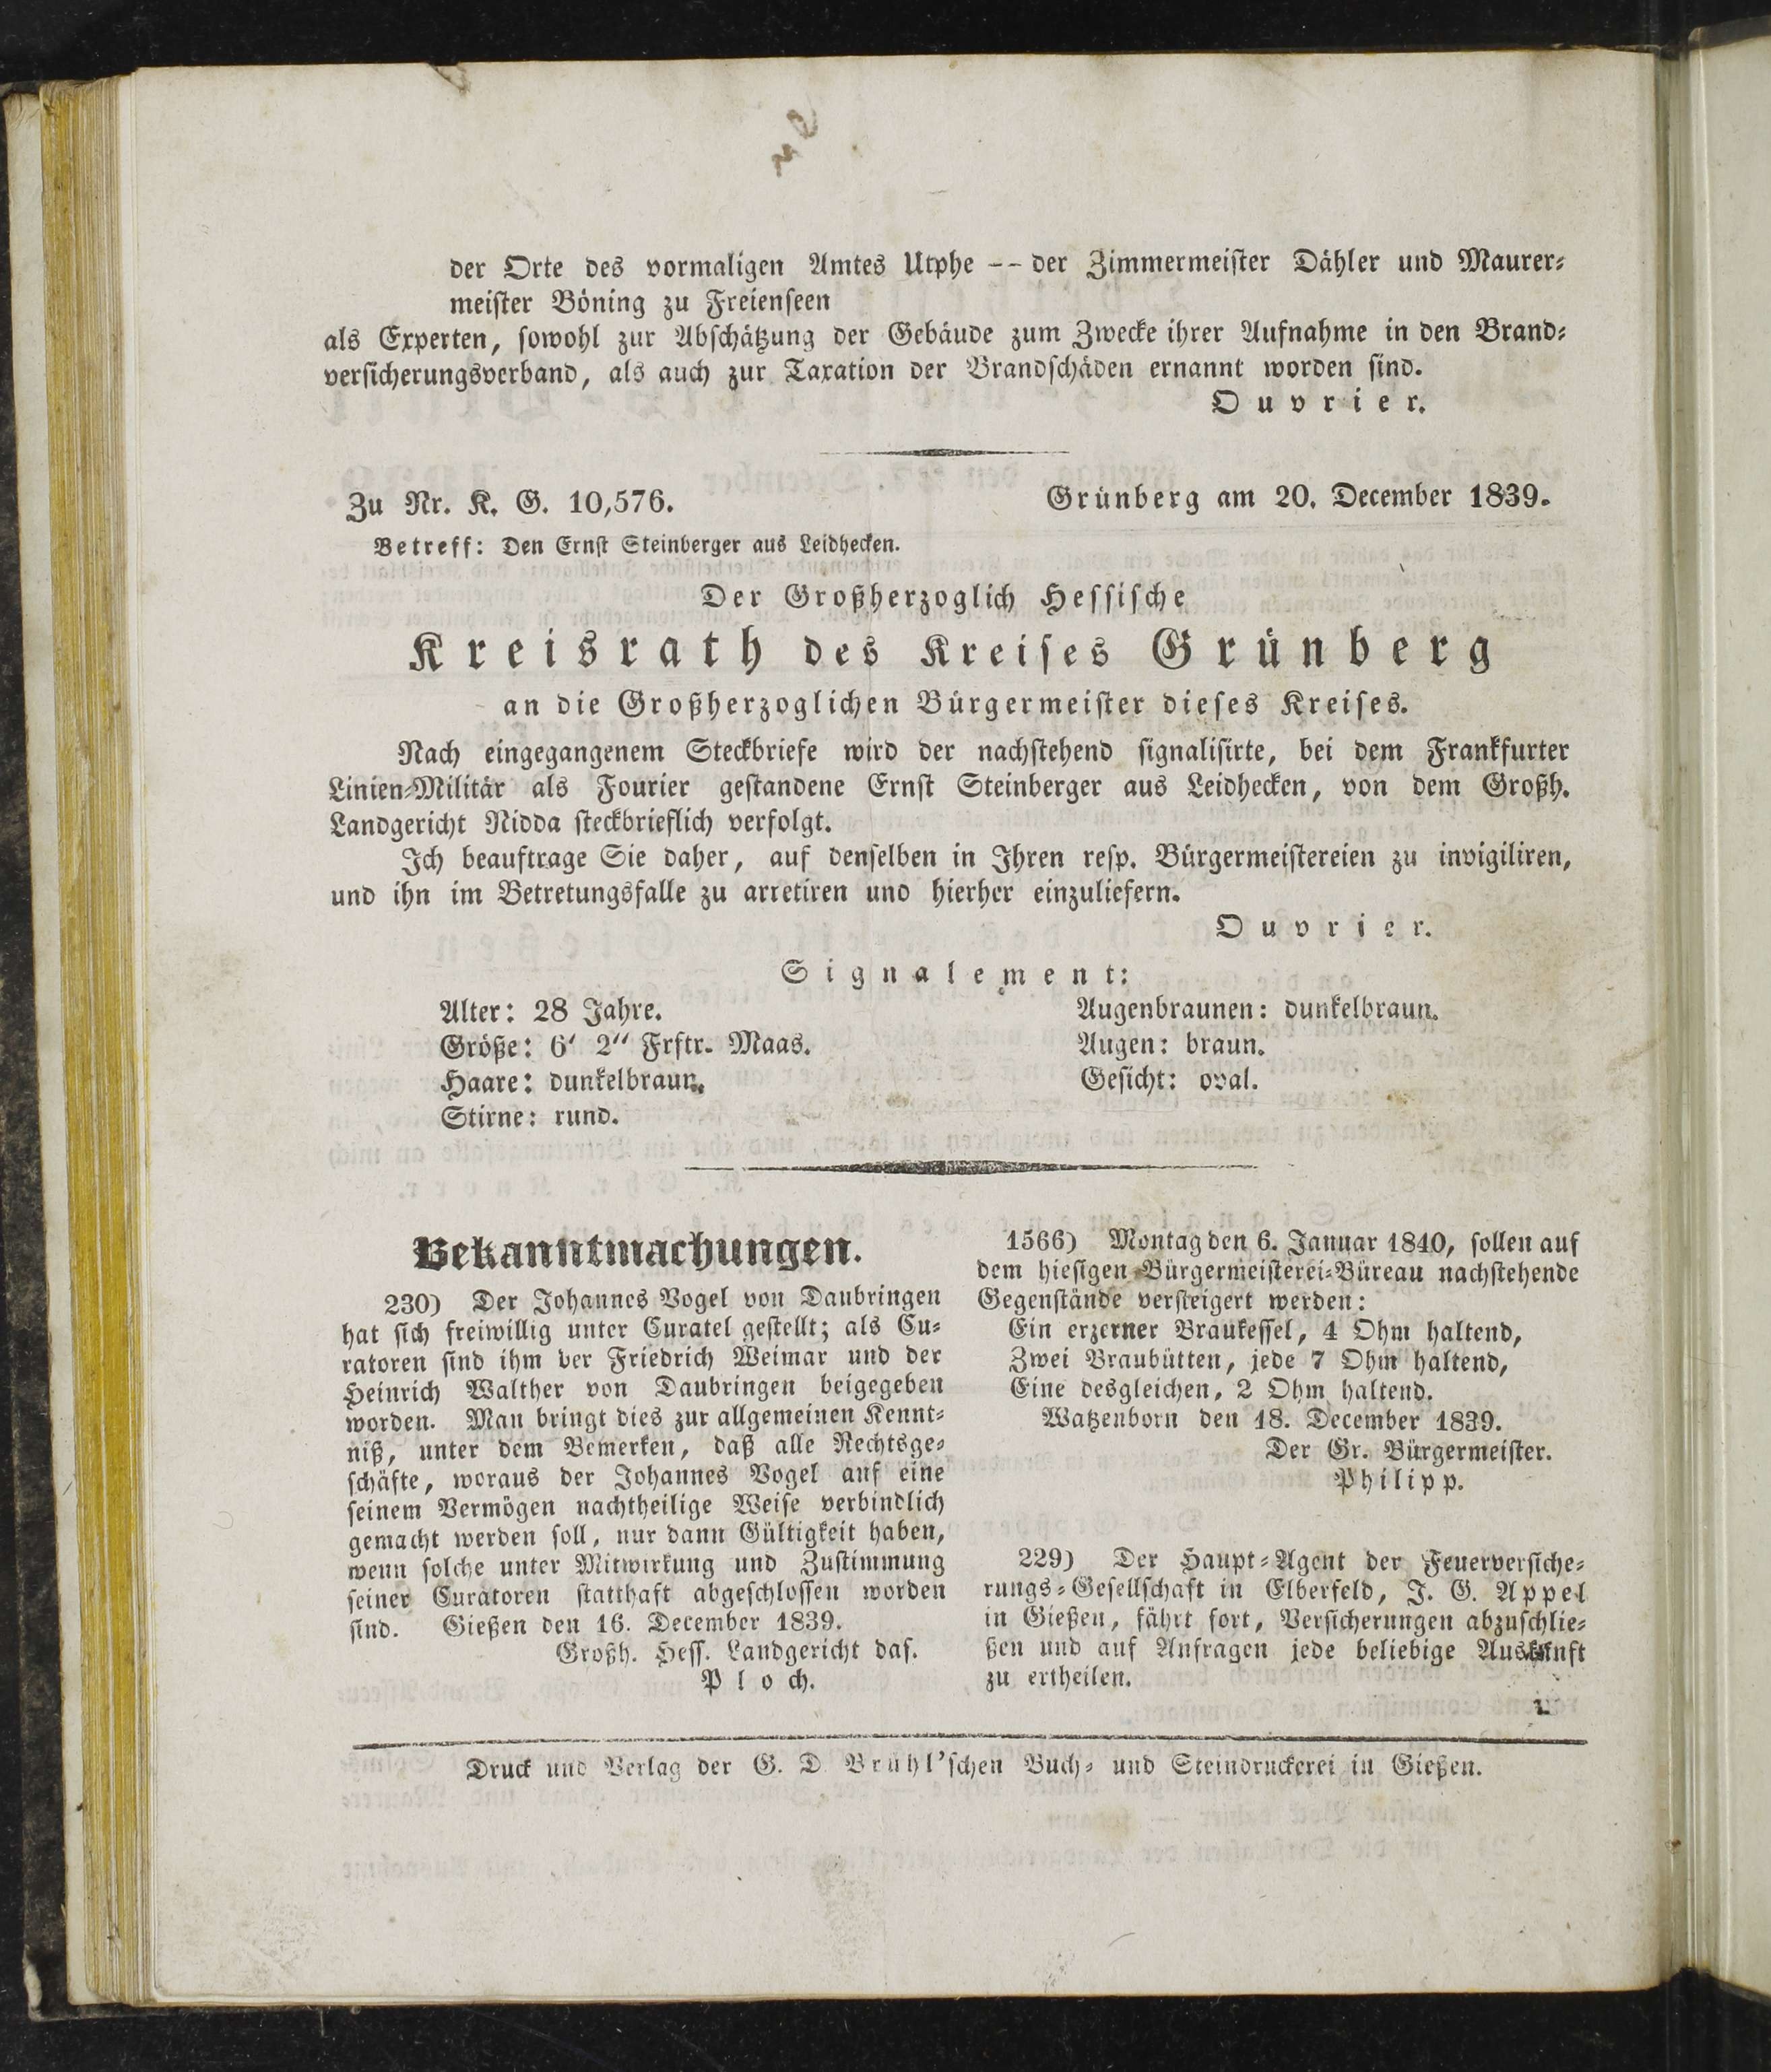 der Orte des vormaligen Amtes Utphe -- der Zimmermeister Dähler und Maurer-
meister Böning zu Freienseen
als Experten, sowohl zur Abschätzung der Gebäude zum Zwecke ihrer Aufnahme in den Brand-
versicherungsverband, als auch zur Taxation der Brandschäden ernannt worden sind.
Ouvrier.
Zu Nr. K. G. 10,576.
Grünberg am 20. December 1839.
Betreff: Den Ernst Steinberger aus Leidhecken.
Der Großherzoglich Hessische
Kreisrath des Kreises Grünberg
an die Großherzoglichen Bürgermeister dieses Kreises.
Nach eingegangenem Steckbriefe wird der nachstehend signalisirte, bei dem Frankfurter
Linien-Militär als Fourier gestandene Ernst Steinberger aus Leidhecken, von dem Großh.
Landgericht Nidda steckbrieflich verfolgt.
Ich beauftrage Sie daher, auf denselben in Ihren resp. Bürgermeistereien zu invigiliren,
und ihn im Betretungsfalle zu arretiren und hierher einzuliefern.
Ouvrier.
Signalement:
Alter: 28 Jahre.
Größe: 6' 2" Frftr. Maas.
Haare: dunkelbraun.
Stirne: rund.
Augenbraunen: dunkelbraun.
Augen: braun.
Gesicht: oval.
Bekanntmachungen.
230) Der Johannes Vogel von Daubringen
hat sich freiwillig unter Curatel gestellt; als Cu-
ratoren sind ihm der Friedrich Weimar und der
Heinrich Walther von Daubringen beigegeben
worden. Man bringt dies zur allgemeinen Kennt-
niß, unter dem Bemerken, daß alle Rechtsge-
schäfte, woraus der Johannes Vogel auf eine
seinem Vermögen nachtheilige Weise verbindlich
gemacht werden soll, nur dann Gültigkeit haben,
wenn solche unter Mitwirkung und Zustimmung
seiner Curatoren statthaft abgeschlossen worden
sind. Gießen den 16. December 1839.
Großh. Hess. Landgericht das.
Ploch.
1566) Montag den 6. Januar 1840, sollen auf
dem hiesigen Bürgermeisterei-Büreau nachstehende
Gegenstände versteigert werden:
Ein erzerner Braukessel, 4 Ohm haltend,
Zwei Braubütten, jede 7 Ohm haltend,
Eine desgleichen, 2 Ohm haltend.
Watzenborn den 18. December 1839.
Der Gr. Bürgermeister.
Philipp.
229) Der Haupt-Agent der Feuerversiche-
rungs-Gesellschaft in Elberfeld, J. G. Appel
in Gießen, fährt fort, Versicherungen abzuschlie-
ßen und auf Anfragen jede beliebige Auskunft
zu ertheilen.
Druck und Verlag der G. D. Brühl'schen Buch- und Steindruckerei in Gießen.